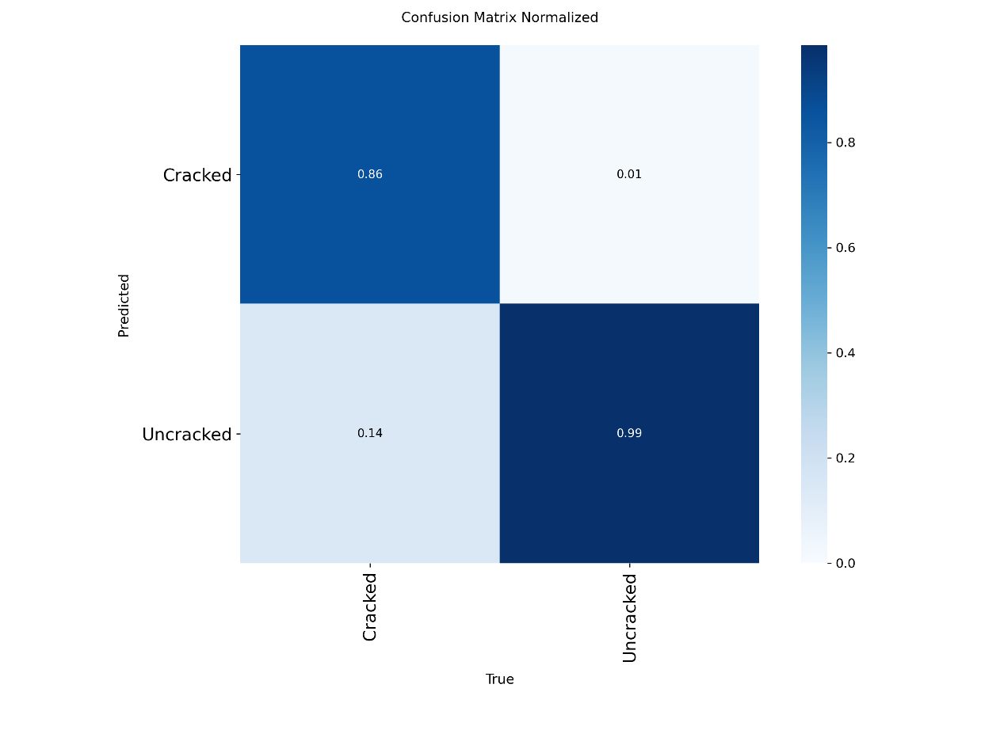 Confusion Matrix Normalized
Cracked
0.86
0.01
Uncracked
0.14
0.99
Predicted
Cracked
Uncracked
True
0.8
0.6
0.4
0.2
0.0